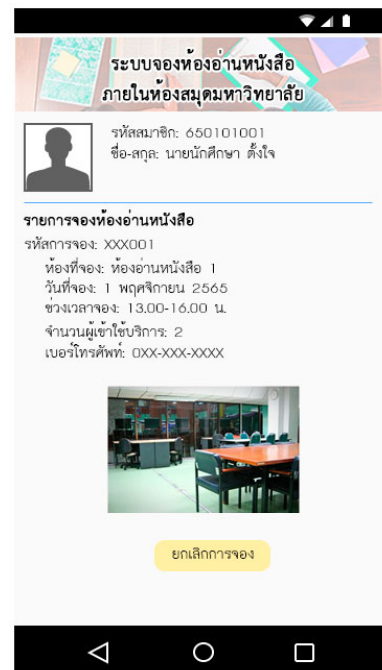 ระบบจองห้องอ่านหนังสือ
ภายในห้องสมุดมหาวิทยาลัย
รหัสสมาชิก: 650101001
ชื่อ-สกุล: นายนักศึกษา ตั้งใจ
รายการจองห้องอ่านหนังสือ
รหัสการจอง: XXX001
ห้องที่จอง: ห้องอ่านหนังสือ 1
วันที่จอง: 1 พฤศจิกายน 2565
ช่วงเวลาจอง: 13.00-16.00 น.
จำนวนผู้เข้าใช้บริการ: 2
เบอร์โทรศัพท์: 0XX-XXX-XXXX
ยกเลิกการจอง